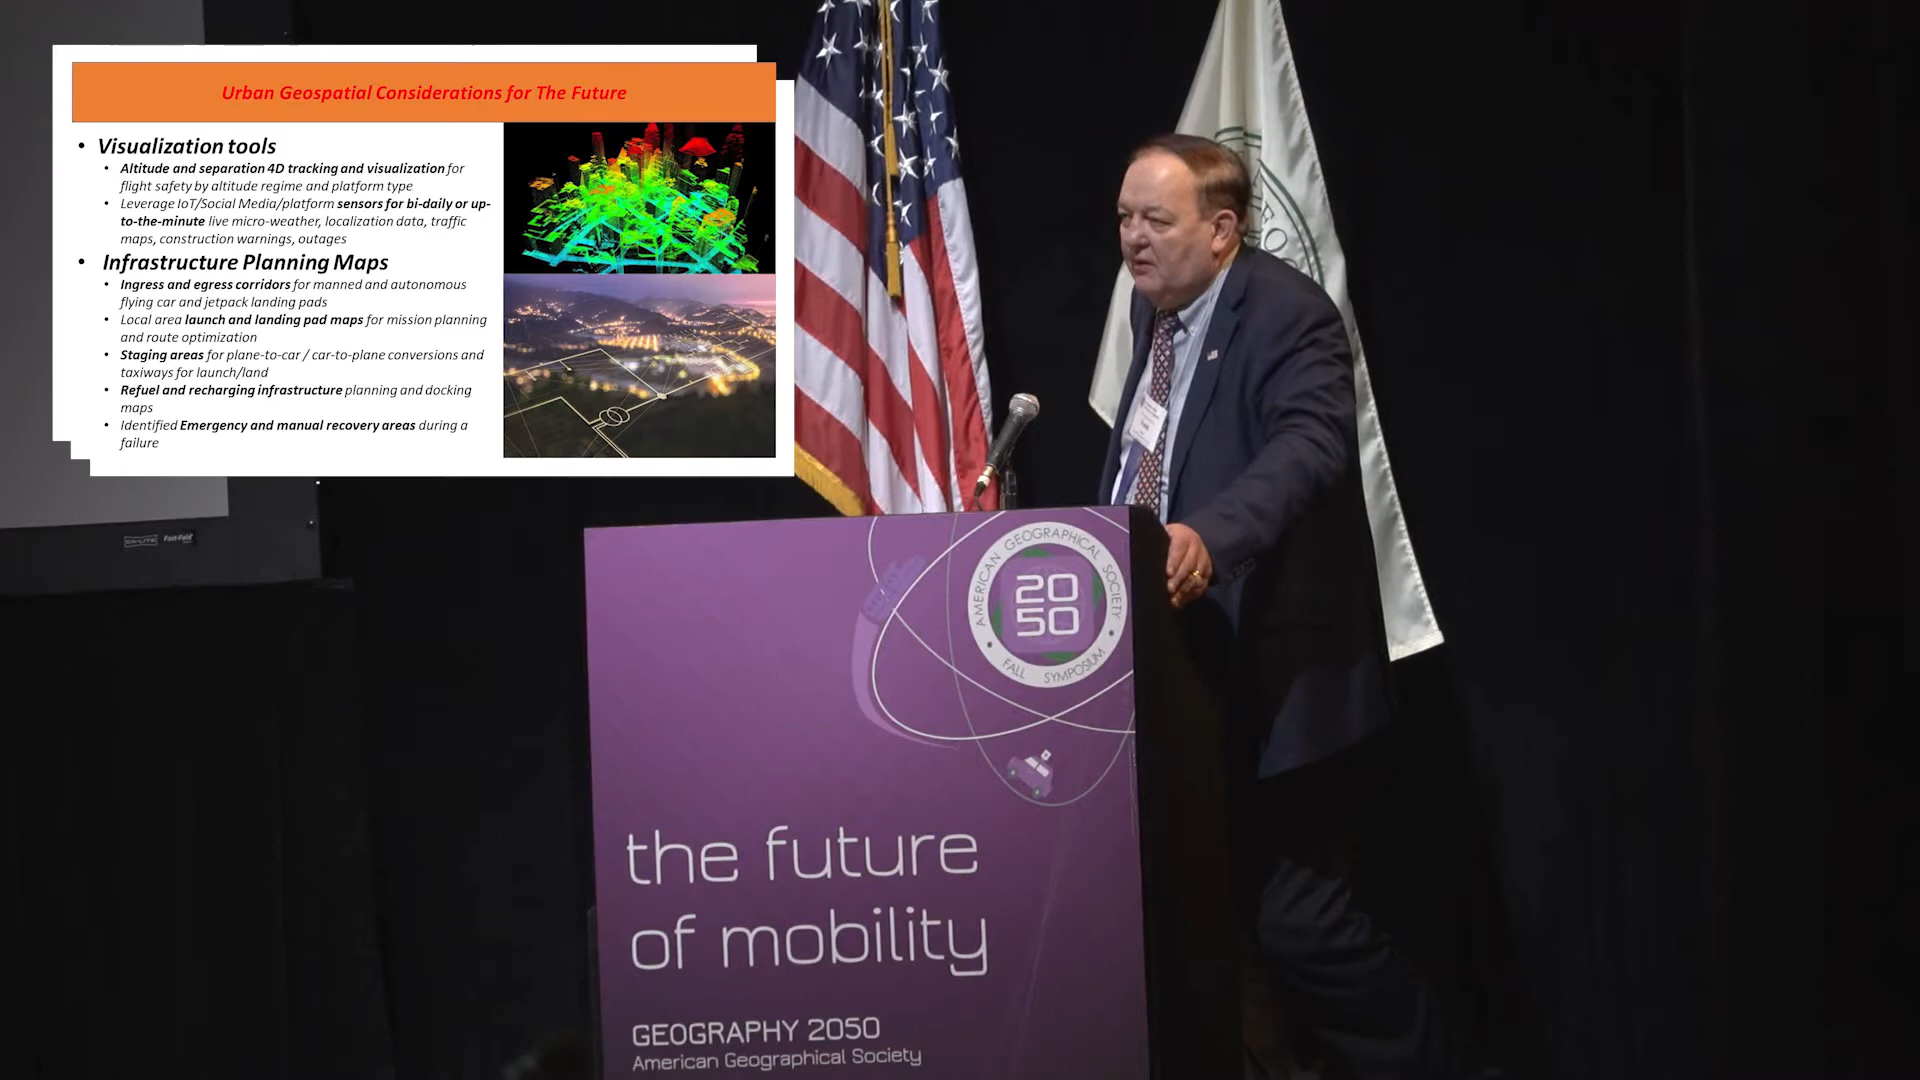 Urban Geospatial Considerations for The Future
• Visualization tools
• Altitude and separation 4D tracking and visualization for
flight safety by altitude regime and platform type
• Leverage IoT/Social Media/platform sensors for bi-daily or up-
to-the-minute live micro-weather, localization data, traffic
maps, construction warnings, outages
• Infrastructure Planning Maps
• Ingress and egress corridors for manned and autonomous
flying car and jetpack landing pads
• Local area launch and landing pad maps for mission planning
and route optimization
• Staging areas for plane-to-car / car-to-plane conversions and
taxiways for launch/land
• Refuel and recharging infrastructure planning and docking
maps
• Identified Emergency and manual recovery areas during a
failure
DA-LITE Fast-Fold
AMERICAN GEOGRAPHICAL SOCIETY
20
50
FALL SYMPOSIUM
the future
of mobility
GEOGRAPHY 2050
American Geographical Society